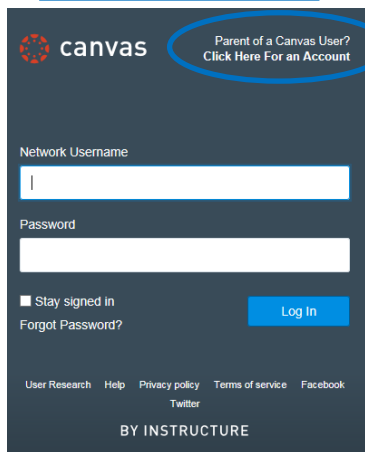 canvas
Parent of a Canvas User?
Click Here For an Account
Network Username
Password
Stay signed in
Forgot Password?
Log In
User Research Help Privacy policy Terms of service Facebook
Twitter
BY INSTRUCTURE